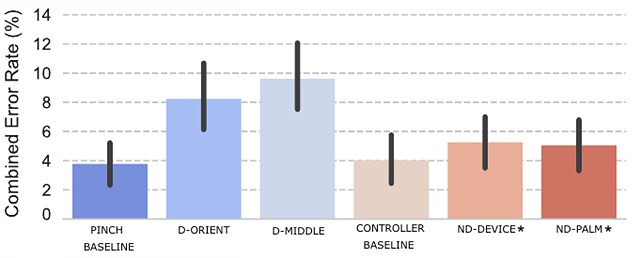 Combined Error Rate (%)
14
12
10
8
6
4
2
0
PINCH
BASELINE
D-ORIENT
D-MIDDLE
CONTROLLER
BASELINE
ND-DEVICE*
ND-PALM*